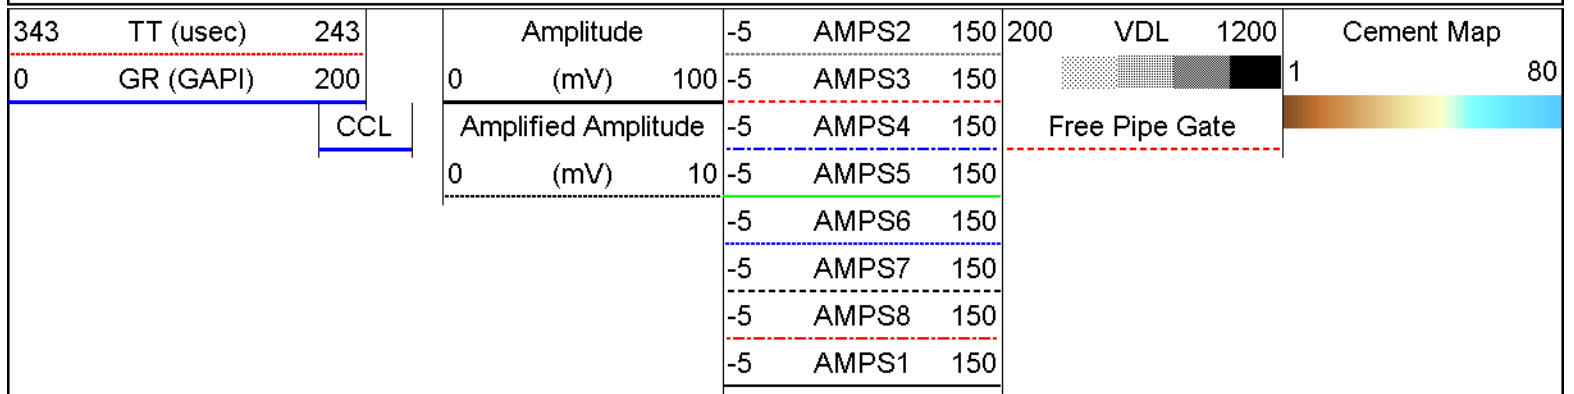 343 TT (usec) 243
0 GR (GAPI) 200
CCL
Amplitude
0 (mV) 100
Amplified Amplitude
0 (mV) 10
-5 AMPS2 150
-5 AMPS3 150
-5 AMPS4 150
-5 AMPS5 150
-5 AMPS6 150
-5 AMPS7 150
-5 AMPS8 150
-5 AMPS1 150
200 VDL 1200
Free Pipe Gate
Cement Map
1 80